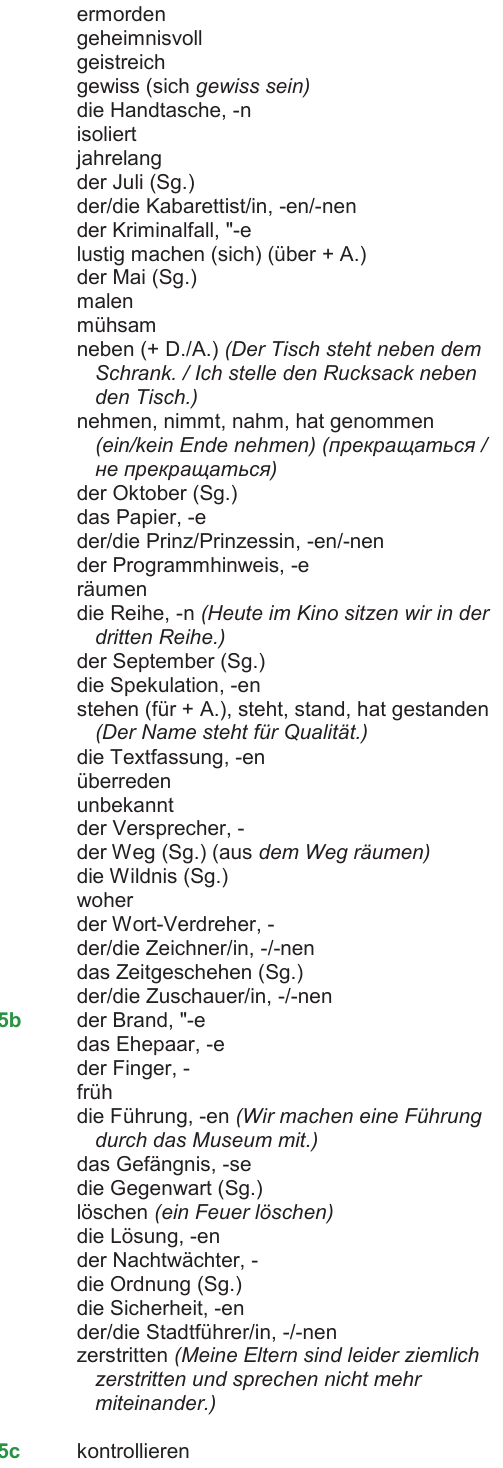 ermorden
geheimnisvoll
geistreich
gewiss (sich gewiss sein)
die Handtasche, -n
isoliert
jahrelang
der Juli (Sg.)
der/die Kabarettist/in, -en/-nen
der Kriminalfall, "-e
lustig machen (sich) (über + A.)
der Mai (Sg.)
malen
mühsam
neben (+ D./A.) (Der Tisch steht neben dem
Schrank. / Ich stelle den Rucksack neben
den Tisch.)
nehmen, nimmt, nahm, hat genommen
(ein/kein Ende nehmen) (прекращаться /
не прекращаться)
der Oktober (Sg.)
das Papier, -e
der/die Prinz/Prinzessin, -en/-nen
der Programmhinweis, -e
räumen
die Reihe, -n (Heute im Kino sitzen wir in der
dritten Reihe.)
der September (Sg.)
die Spekulation, -en
stehen (für + A.), steht, stand, hat gestanden
(Der Name steht für Qualität.)
die Textfassung, -en
überreden
unbekannt
der Versprecher, -
der Weg (Sg.) (aus dem Weg räumen)
die Wildnis (Sg.)
woher
der Wort-Verdreher, -
der/die Zeichner/in, -/-nen
das Zeitgeschehen (Sg.)
der/die Zuschauer/in, -/-nen
5b der Brand, "-e
das Ehepaar, -e
der Finger, -
früh
die Führung, -en (Wir machen eine Führung
durch das Museum mit.)
das Gefängnis, -se
die Gegenwart (Sg.)
löschen (ein Feuer löschen)
die Lösung, -en
der Nachtwächter, -
die Ordnung (Sg.)
die Sicherheit, -en
der/die Stadtführer/in, -/-nen
zerstritten (Meine Eltern sind leider ziemlich
zerstritten und sprechen nicht mehr
miteinander.)
5c kontrollieren